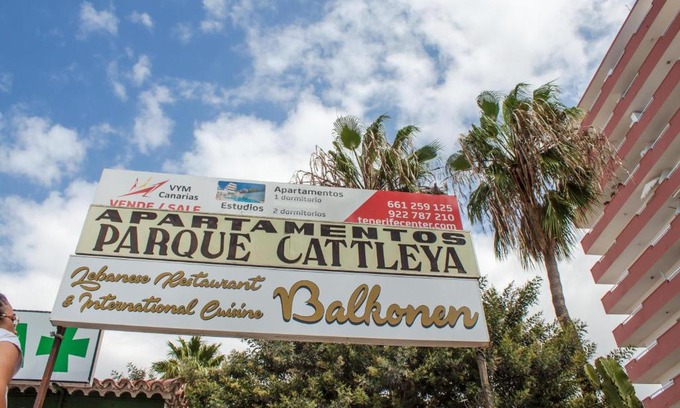 VYM
Canarias
VENDE / SALE
Estudios
Apartamentos
1 dormitorio
2 dormitorios
661 259 113
922 787 210
tenerifecenter.com
APARTAMENTOS
PARQUE CATTLEYA
Lebanese Restaurant
& International Cuisine
Balkonen